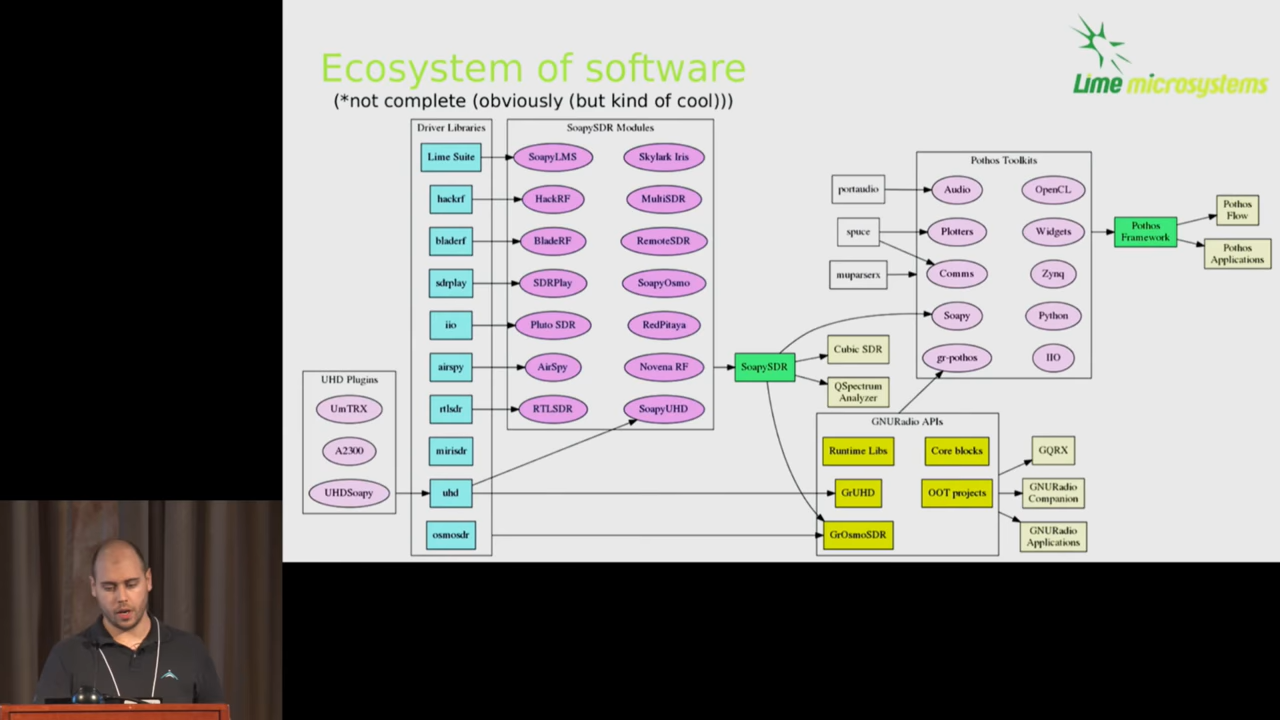 Ecosystem of software
(*not complete (obviously (but kind of cool)))
Lime microsystems
Driver Libraries
Lime Suite
hackrf
bladerf
sdrplay
iio
airspy
rtlsdr
mirisdr
uhd
osmosdr
UHD Plugins
UmTRX
A2300
UHDSoapy
SoapySDR Modules
SoapyLMS
Skylark Iris
HackRF
MultiSDR
BladeRF
RemoteSDR
SDRPlay
SoapyOsmo
Pluto SDR
RedPitaya
AirSpy
Novena RF
RTLSDR
SoapyUHD
SoapySDR
Cubic SDR
QSpectrum
Analyzer
portaudio
spuce
muparserx
Pothos Toolkits
Audio
OpenCL
Plotters
Widgets
Comms
Zynq
Soapy
Python
gr-pothos
IIO
Pothos
Framework
Pothos
Flow
Pothos
Applications
GNURadio APIs
Runtime Libs
Core blocks
GrUHD
OOT projects
GrOsmoSDR
GQRX
GNURadio
Companion
GNURadio
Applications